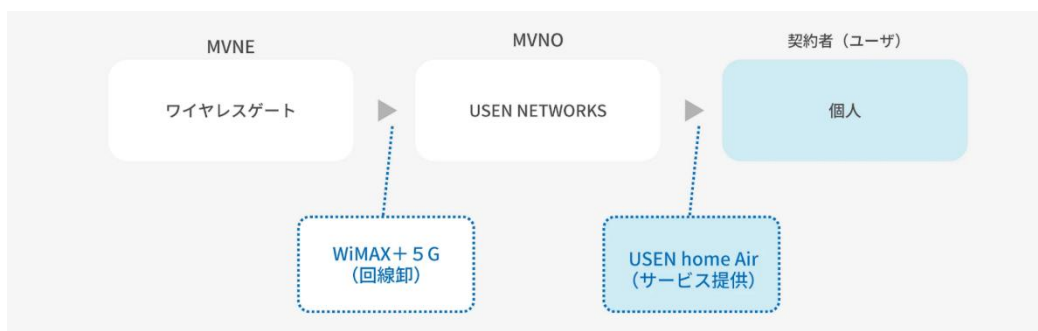 MVNE
MVNO
契約者（ユーザ）
ワイヤレスゲート
USEN NETWORKS
個人
WiMAX＋５G
（回線卸）
USEN home Air
（サービス提供）